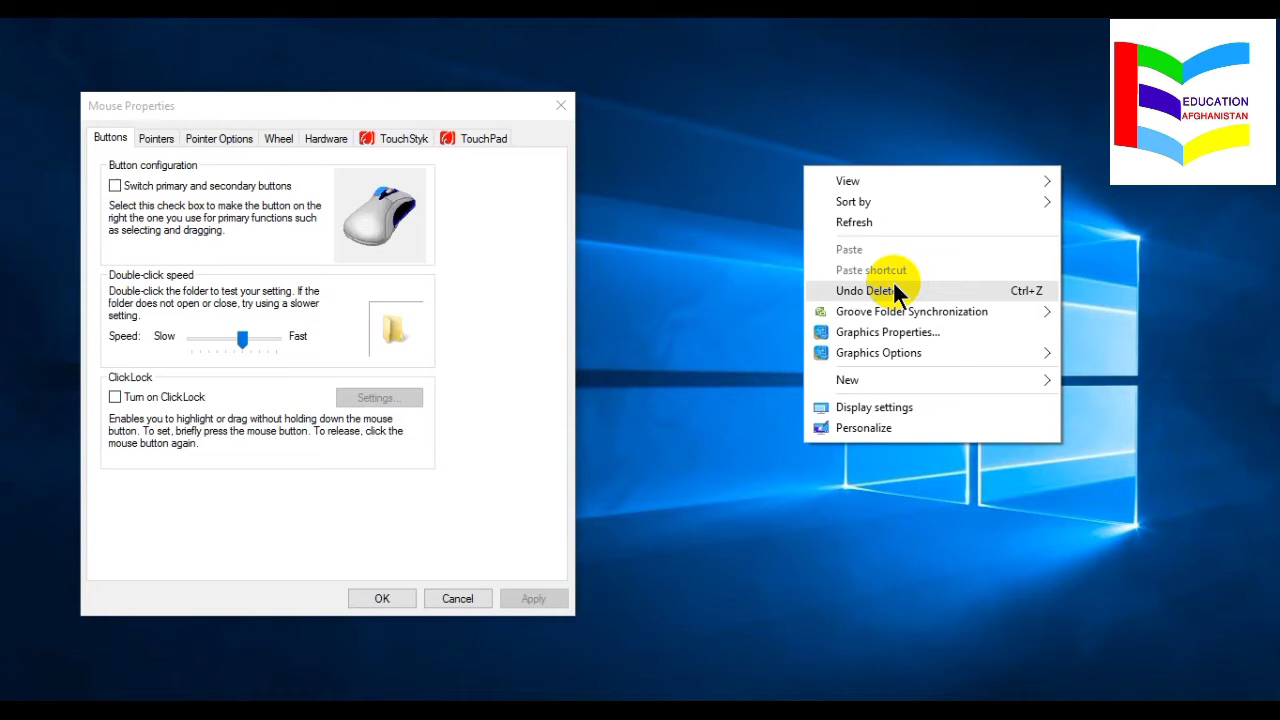 Mouse Properties
Buttons Pointers Pointer Options Wheel Hardware TouchStyk TouchPad
Button configuration
Switch primary and secondary buttons
Select this check box to make the button on the
right the one you use for primary functions such
as selecting and dragging.
Double-click speed
Double-click the folder to test your setting. If the
folder does not open or close, try using a slower
setting.
Speed: Slow Fast
ClickLock
Turn on ClickLock Settings...
Enables you to highlight or drag without holding down the mouse
button. To set, briefly press the mouse button. To release, click the
mouse button again.
OK Cancel Apply
View
Sort by
Refresh
Paste
Paste shortcut
Undo Delete Ctrl+Z
Groove Folder Synchronization
Graphics Properties...
Graphics Options
New
Display settings
Personalize
EDUCATION
AFGHANISTAN